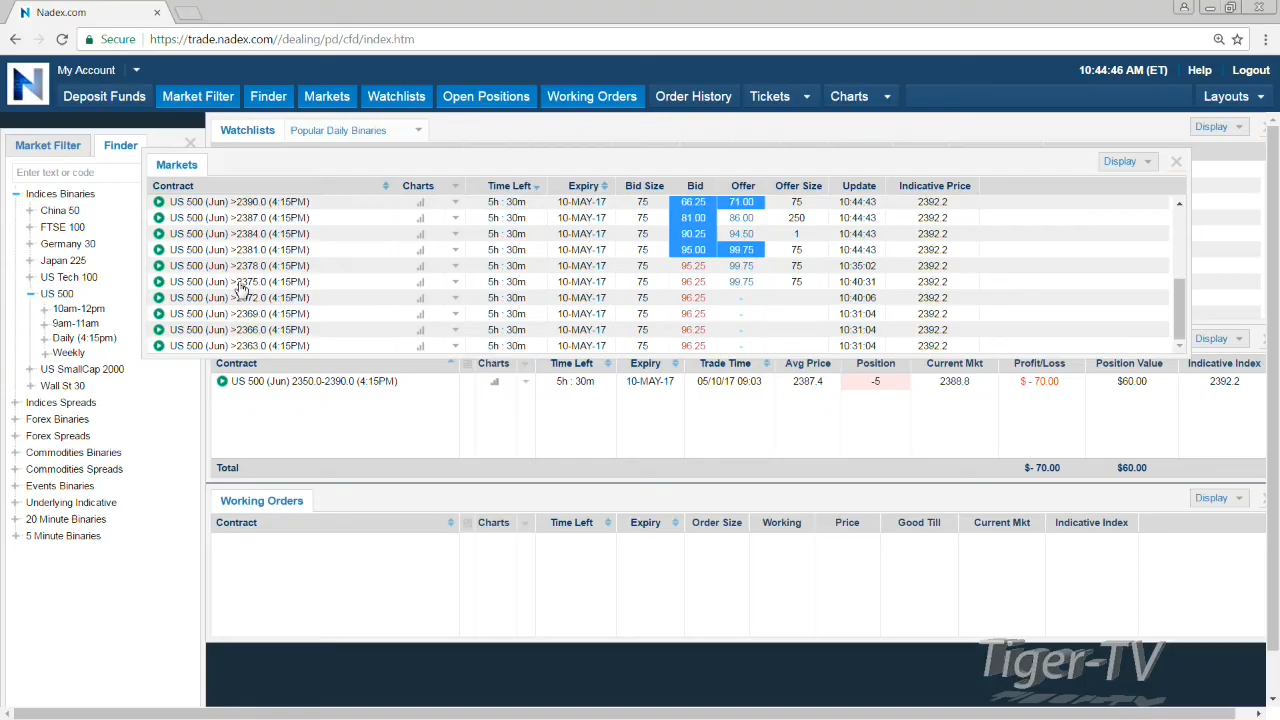 Nadex.com
Secure https://trade.nadex.com//dealing/pd/cfd/index.htm
My Account 10:44:46 AM (ET) Help Logout
Deposit Funds Market Filter Finder Markets Watchlists Open Positions Working Orders Order History Tickets Charts Layouts
Watchlists Popular Daily Binaries Display
Market Filter Finder
Enter text or code
Indices Binaries
China 50
FTSE 100
Germany 30
Japan 225
US Tech 100
US 500
10am-12pm
9am-11am
Daily (4:15pm)
Weekly
US SmallCap 2000
Wall St 30
Indices Spreads
Forex Binaries
Forex Spreads
Commodities Binaries
Commodities Spreads
Events Binaries
Underlying Indicative
20 Minute Binaries
5 Minute Binaries
Markets Display
Contract Charts Time Left Expiry Bid Size Bid Offer Offer Size Update Indicative Price
US 500 (Jun) >2390.0 (4:15PM) 5h : 30m 10-MAY-17 75 66.25 71.00 75 10:44:43 2392.2
US 500 (Jun) >2387.0 (4:15PM) 5h : 30m 10-MAY-17 75 81.00 86.00 250 10:44:43 2392.2
US 500 (Jun) >2384.0 (4:15PM) 5h : 30m 10-MAY-17 75 90.25 94.50 1 10:44:43 2392.2
US 500 (Jun) >2381.0 (4:15PM) 5h : 30m 10-MAY-17 75 95.00 99.75 75 10:44:43 2392.2
US 500 (Jun) >2378.0 (4:15PM) 5h : 30m 10-MAY-17 75 95.25 99.75 75 10:35:02 2392.2
US 500 (Jun) >2375.0 (4:15PM) 5h : 30m 10-MAY-17 75 96.25 99.75 75 10:40:31 2392.2
US 500 (Jun) >2372.0 (4:15PM) 5h : 30m 10-MAY-17 75 96.25 - 10:40:06 2392.2
US 500 (Jun) >2369.0 (4:15PM) 5h : 30m 10-MAY-17 75 96.25 - 10:31:04 2392.2
US 500 (Jun) >2366.0 (4:15PM) 5h : 30m 10-MAY-17 75 96.25 - 10:31:04 2392.2
US 500 (Jun) >2363.0 (4:15PM) 5h : 30m 10-MAY-17 75 96.25 - 10:31:04 2392.2
Display
Contract Charts Time Left Expiry Trade Time Avg Price Position Current Mkt Profit/Loss Position Value Indicative Index
US 500 (Jun) 2350.0-2390.0 (4:15PM) 5h : 30m 10-MAY-17 05/10/17 09:03 2387.4 -5 2388.8 $ - 70.00 $60.00 2392.2
Total $- 70.00 $60.00
Working Orders Display
Contract Charts Time Left Expiry Order Size Working Price Good Till Current Mkt Indicative Index
Tiger-TV